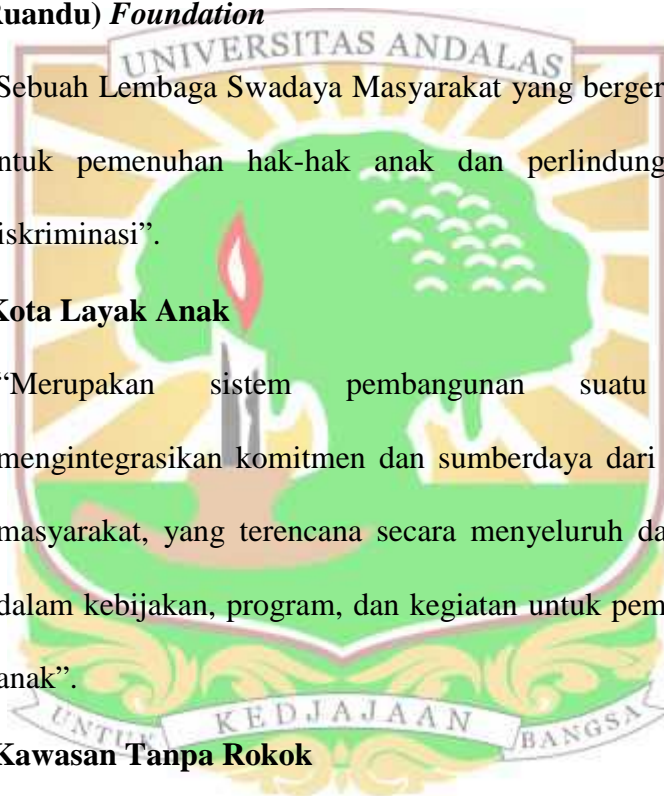 Ruandu) Foundation
UNIVERSITAS ANDALAS
Sebuah Lembaga Swadaya Masyarakat yang berger
ntuk pemenuhan hak-hak anak dan perlindung
iskriminasi”.
Kota Layak Anak
“Merupakan sistem pembangunan suatu
mengintegrasikan komitmen dan sumberdaya dari
masyarakat, yang terencana secara menyeluruh da
dalam kebijakan, program, dan kegiatan untuk pem
anak”.
UNTUK KEDJAJAAN BANGSA
Kawasan Tanpa Rokok